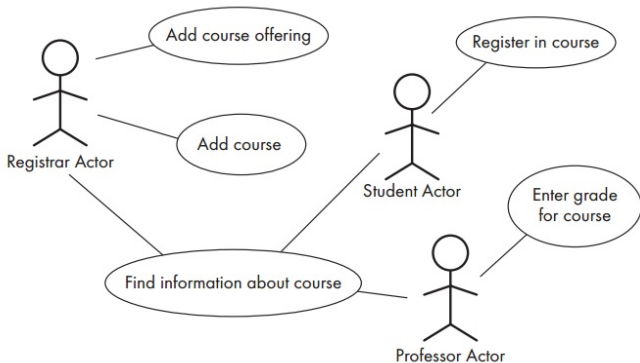 Add course offering
Register in course
Add course
Registrar Actor
Student Actor
Enter grade
for course
Find information about course
Professor Actor